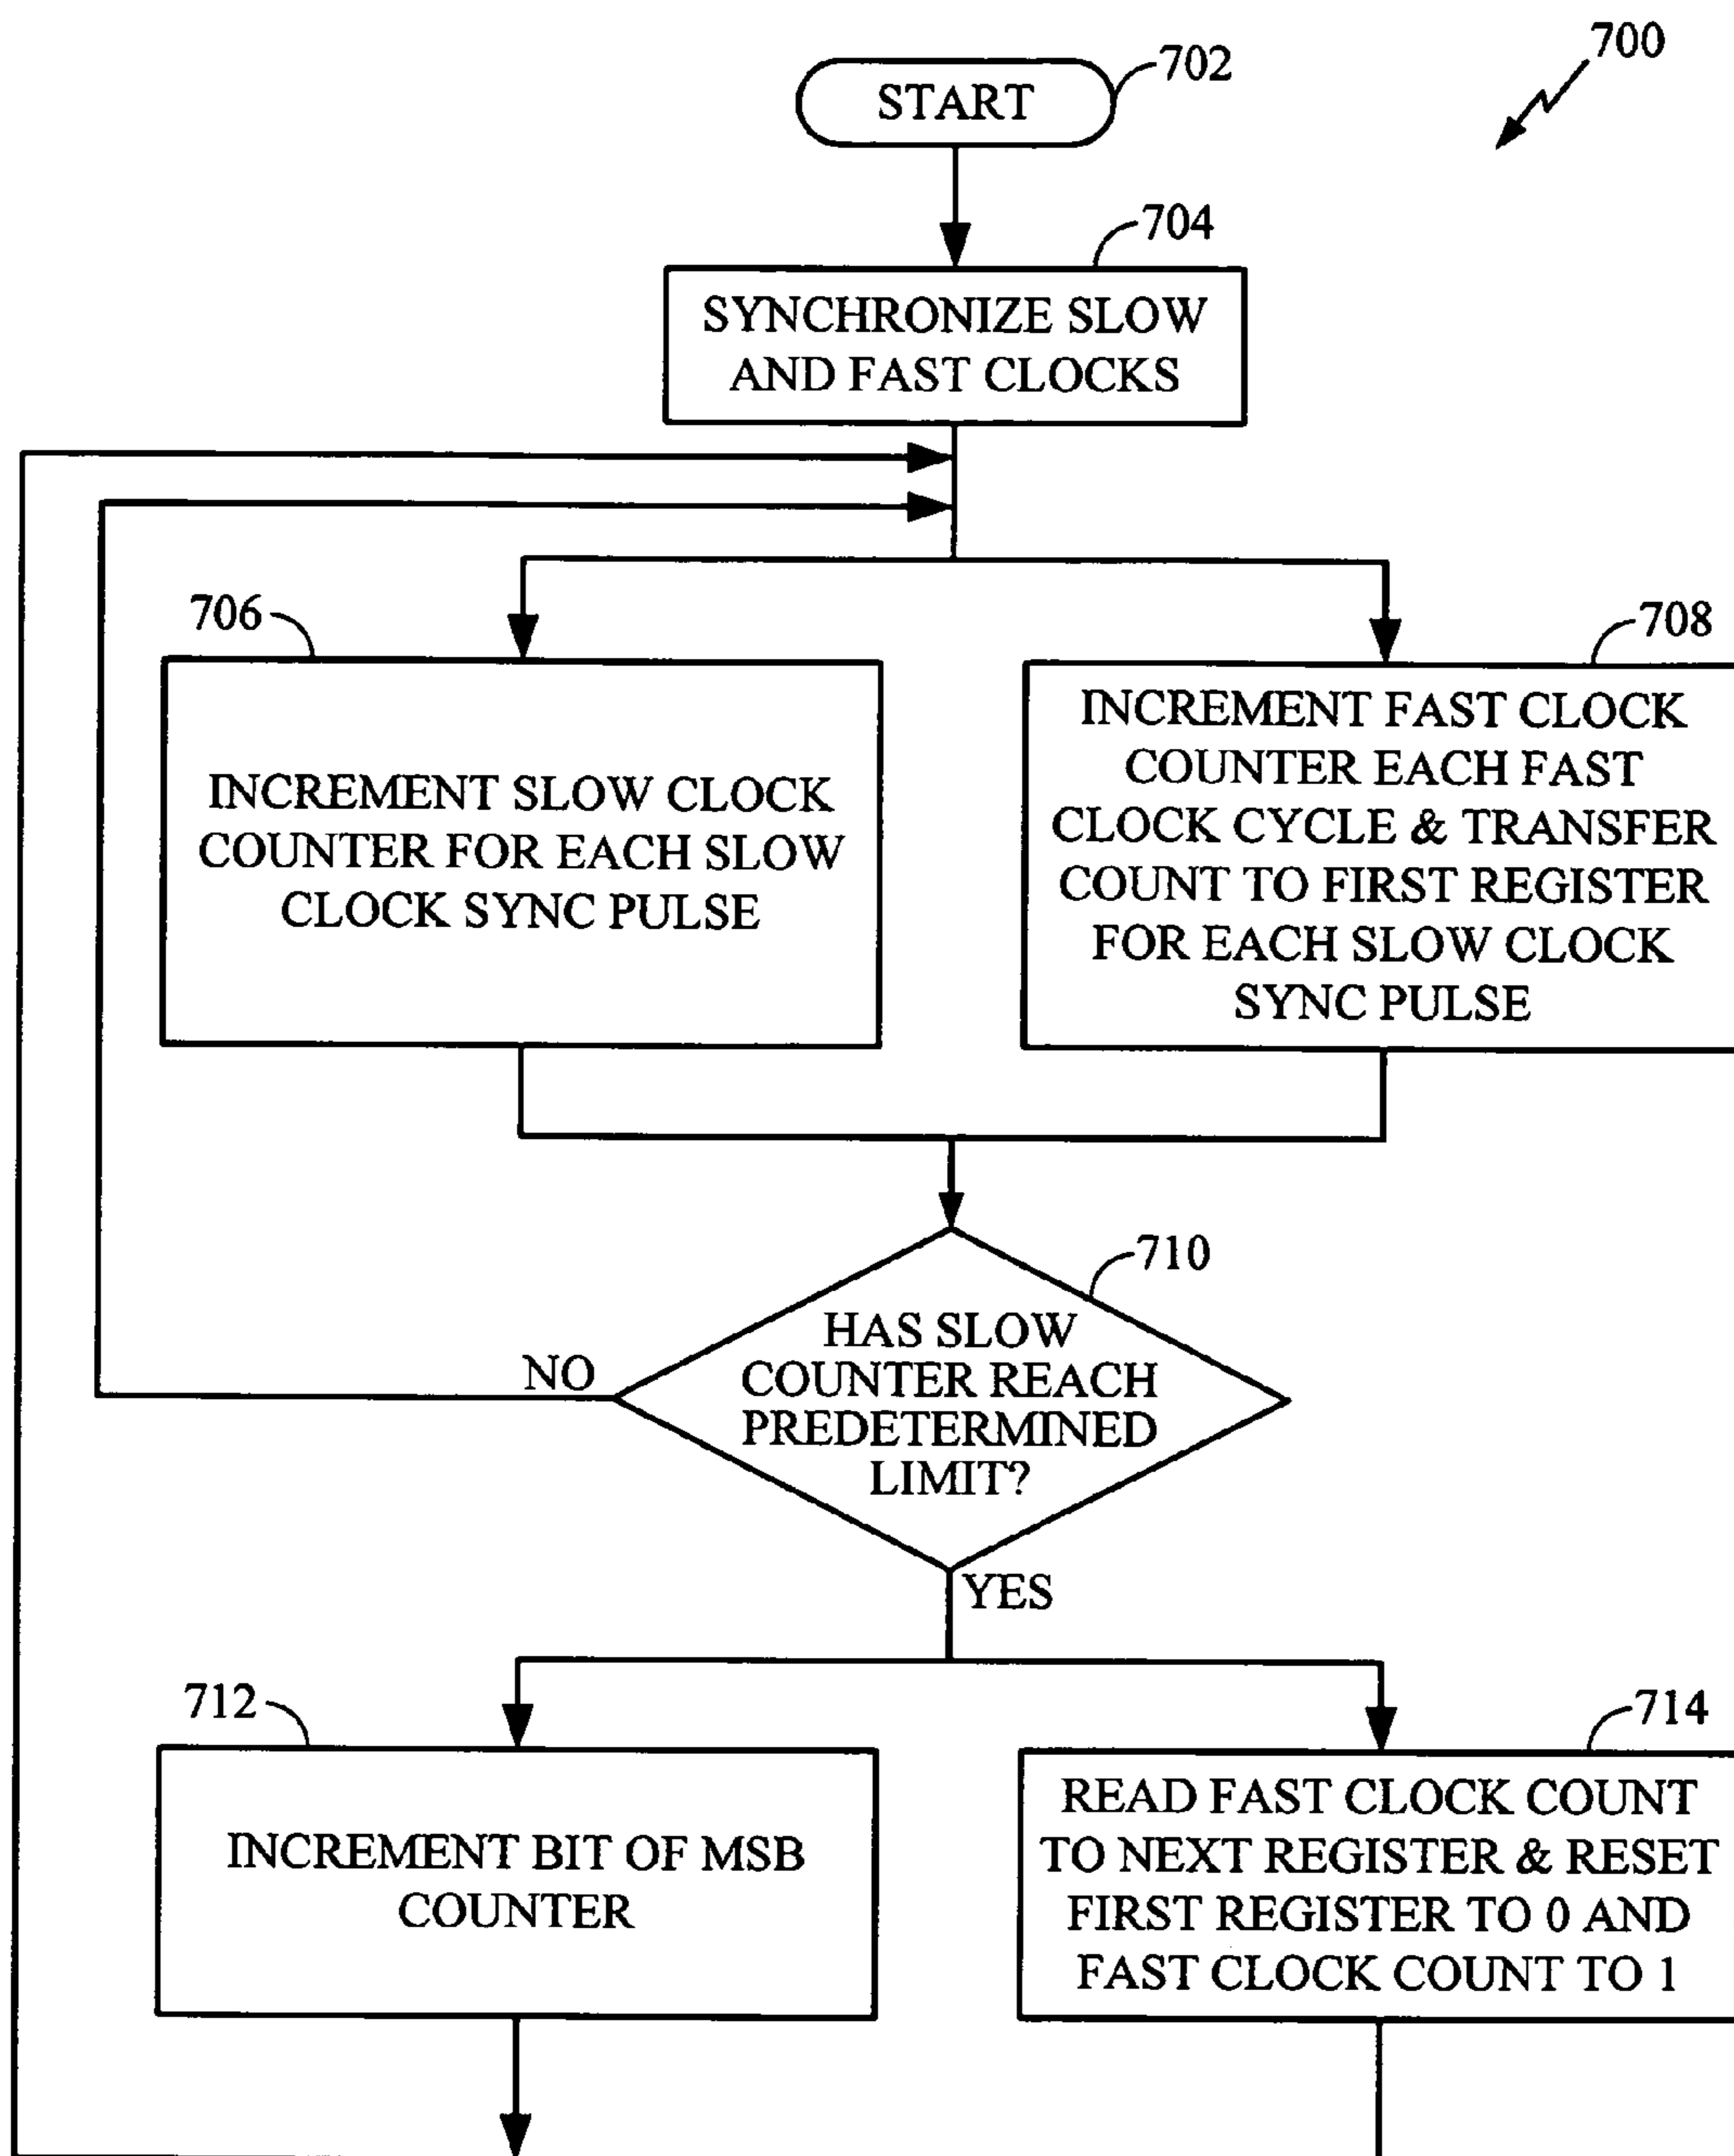 700
702
START
704
SYNCHRONIZE SLOW
AND FAST CLOCKS
706
INCREMENT SLOW CLOCK
COUNTER FOR EACH SLOW
CLOCK SYNC PULSE
708
INCREMENT FAST CLOCK
COUNTER EACH FAST
CLOCK CYCLE & TRANSFER
COUNT TO FIRST REGISTER
FOR EACH SLOW CLOCK
SYNC PULSE
710
HAS SLOW
COUNTER REACH
PREDETERMINED
LIMIT?
NO
YES
712
INCREMENT BIT OF MSB
COUNTER
714
READ FAST CLOCK COUNT
TO NEXT REGISTER & RESET
FIRST REGISTER TO 0 AND
FAST CLOCK COUNT TO 1